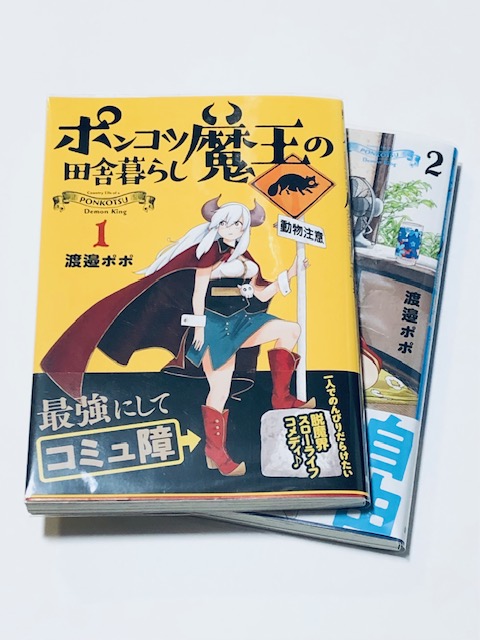 ポンコツ魔王の
田舎暮らし
Country Life of a
PONKOTSU
Demon King
1
渡邉ポポ
動物注意
最強にして
コミュ障
一人でのんびりだらけたい
脱魔界
スローライフ
コメディ♪
2
PONKOTSU
渡邉ポポ
自由